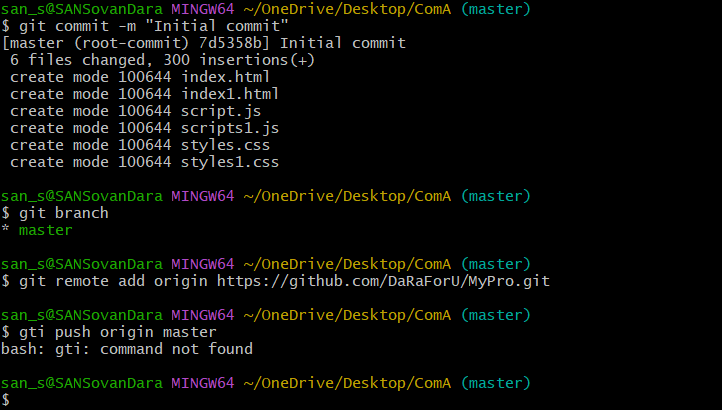 san_s@SANSovanDara MINGW64 ~/OneDrive/Desktop/ComA (master)
$ git commit -m "Initial commit"
[master (root-commit) 7d5358b] Initial commit
 6 files changed, 300 insertions(+)
 create mode 100644 index.html
 create mode 100644 index1.html
 create mode 100644 script.js
 create mode 100644 scripts1.js
 create mode 100644 styles.css
 create mode 100644 styles1.css
san_s@SANSovanDara MINGW64 ~/OneDrive/Desktop/ComA (master)
$ git branch
* master
san_s@SANSovanDara MINGW64 ~/OneDrive/Desktop/ComA (master)
$ git remote add origin https://github.com/DaRaForU/MyPro.git
san_s@SANSovanDara MINGW64 ~/OneDrive/Desktop/ComA (master)
$ gti push origin master
bash: gti: command not found
san_s@SANSovanDara MINGW64 ~/OneDrive/Desktop/ComA (master)
$